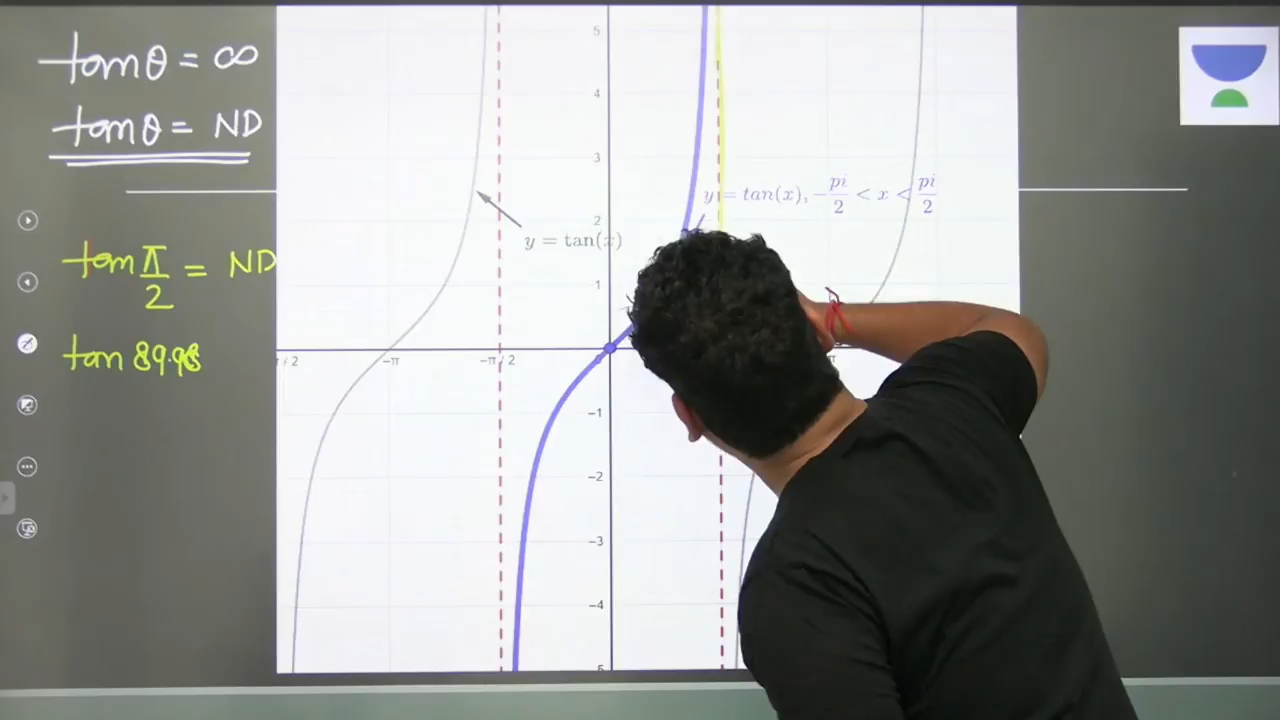 tanθ = ∞
tanθ = ND
tan π/2 = ND
tan 89.98
5
4
3
y = tan(x), -pi/2 < x < pi/2
2
y = tan(x)
1
-π
-π / 2
-1
-2
-3
-4